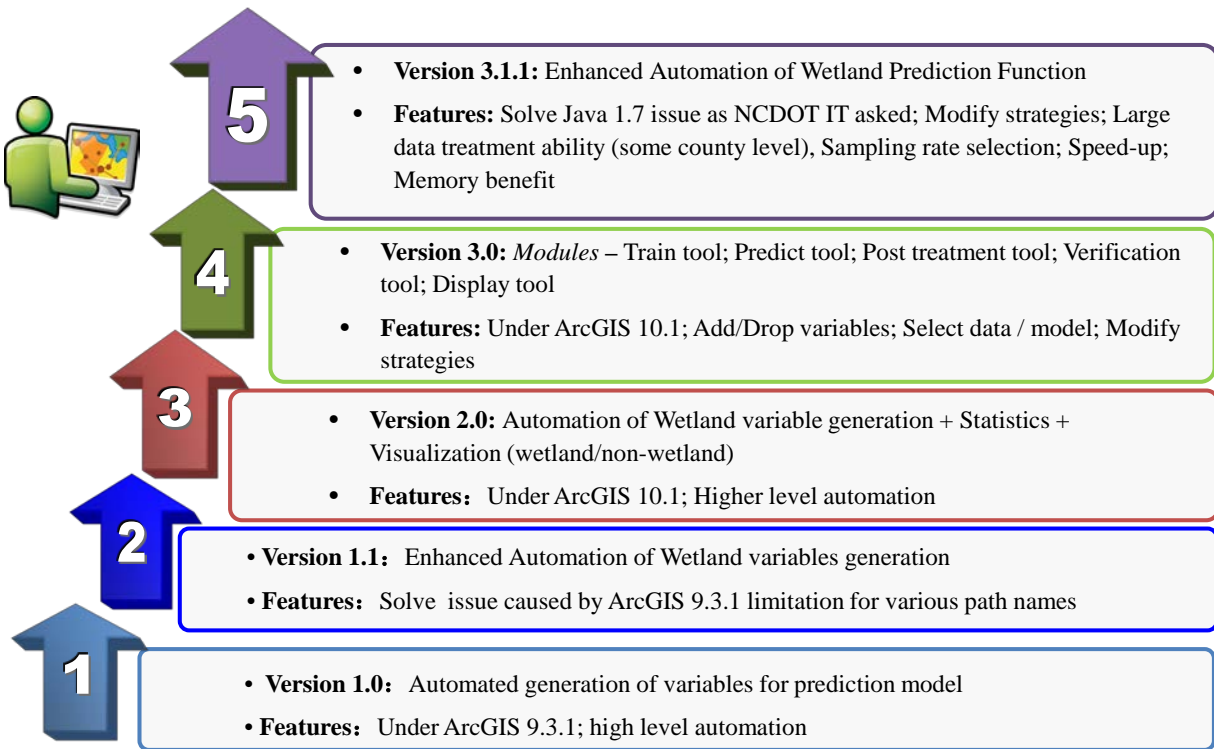 5
• Version 3.1.1: Enhanced Automation of Wetland Prediction Function
• Features: Solve Java 1.7 issue as NCDOT IT asked; Modify strategies; Large
data treatment ability (some county level), Sampling rate selection; Speed-up;
Memory benefit
4
• Version 3.0: Modules – Train tool; Predict tool; Post treatment tool; Verification
tool; Display tool
• Features: Under ArcGIS 10.1; Add/Drop variables; Select data / model; Modify
strategies
3
• Version 2.0: Automation of Wetland variable generation + Statistics +
Visualization (wetland/non-wetland)
• Features：Under ArcGIS 10.1; Higher level automation
2
• Version 1.1：Enhanced Automation of Wetland variables generation
• Features：Solve issue caused by ArcGIS 9.3.1 limitation for various path names
1
• Version 1.0：Automated generation of variables for prediction model
• Features：Under ArcGIS 9.3.1; high level automation